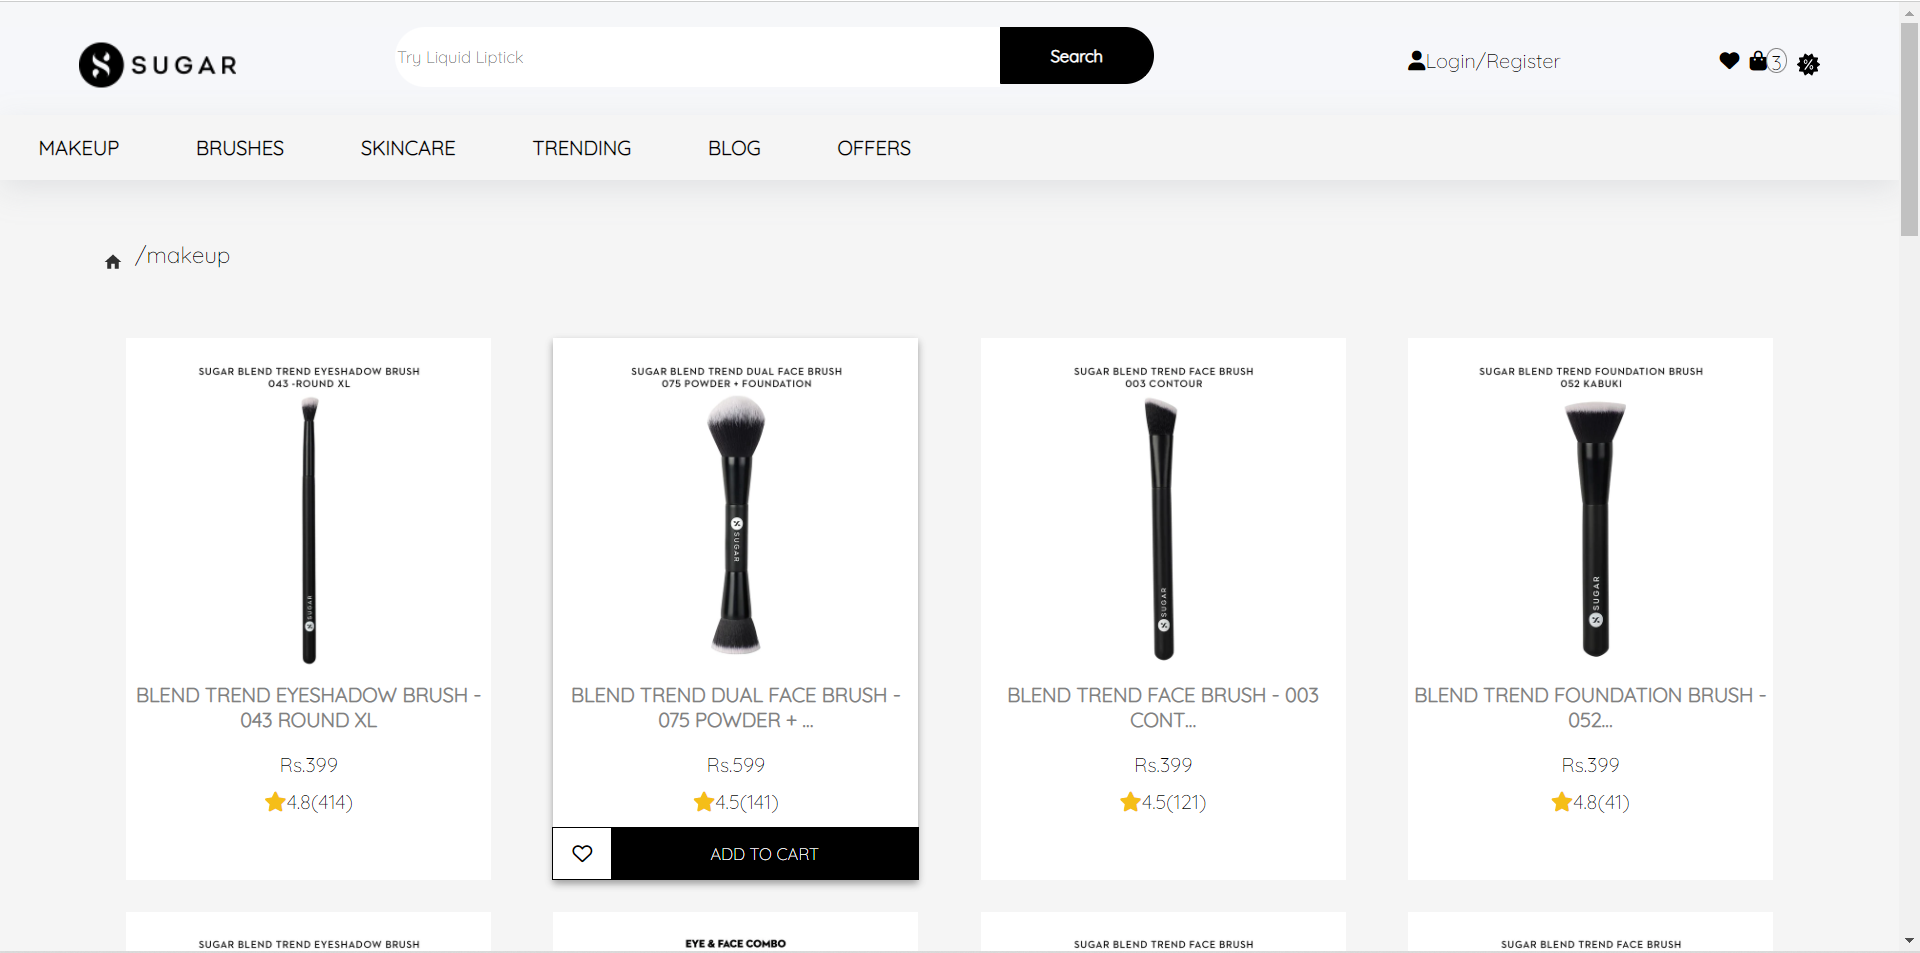 SUGAR
Try Liquid Liptick
Search
Login/Register
3
MAKEUP
BRUSHES
SKINCARE
TRENDING
BLOG
OFFERS
/makeup
SUGAR BLEND TREND EYESHADOW BRUSH
043 -ROUND XL
SUGAR
BLEND TREND EYESHADOW BRUSH -
043 ROUND XL
Rs.399
4.8(414)
SUGAR BLEND TREND DUAL FACE BRUSH
075 POWDER + FOUNDATION
SUGAR
BLEND TREND DUAL FACE BRUSH -
075 POWDER + ...
Rs.599
4.5(141)
ADD TO CART
SUGAR BLEND TREND FACE BRUSH
003 CONTOUR
SUGAR
BLEND TREND FACE BRUSH - 003
CONT...
Rs.399
4.5(121)
SUGAR BLEND TREND FOUNDATION BRUSH
052 KABUKI
SUGAR
BLEND TREND FOUNDATION BRUSH -
052...
Rs.399
4.8(41)
SUGAR BLEND TREND EYESHADOW BRUSH
EYE & FACE COMBO
SUGAR BLEND TREND FACE BRUSH
SUGAR BLEND TREND FACE BRUSH